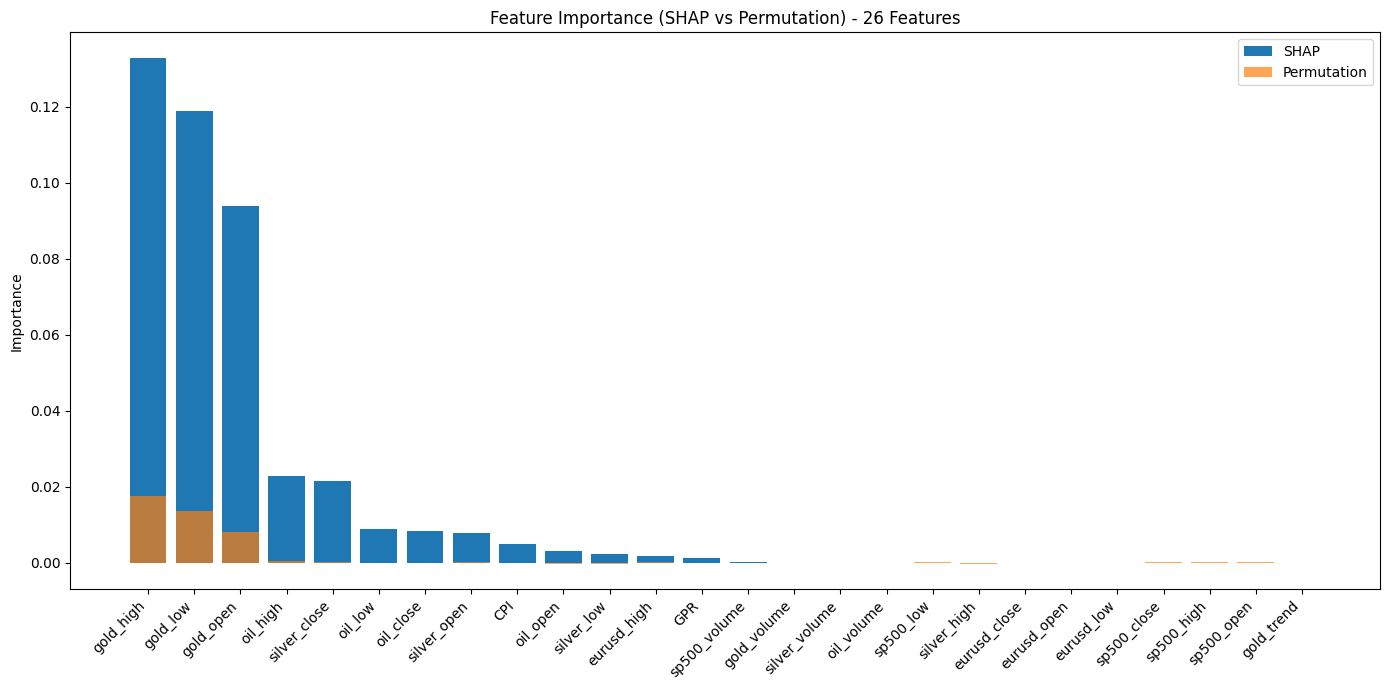 Feature Importance (SHAP vs Permutation) - 26 Features
SHAP
Permutation
Importance
0.12
0.10
0.08
0.06
0.04
0.02
0.00
gold_high
gold_low
gold_open
oil_high
silver_close
oil_low
oil_close
silver_open
CPI
oil_open
silver_low
eurusd_high
GPR
sp500_volume
gold_volume
silver_volume
oil_volume
sp500_low
silver_high
eurusd_close
eurusd_open
eurusd_low
sp500_close
sp500_high
sp500_open
gold_trend